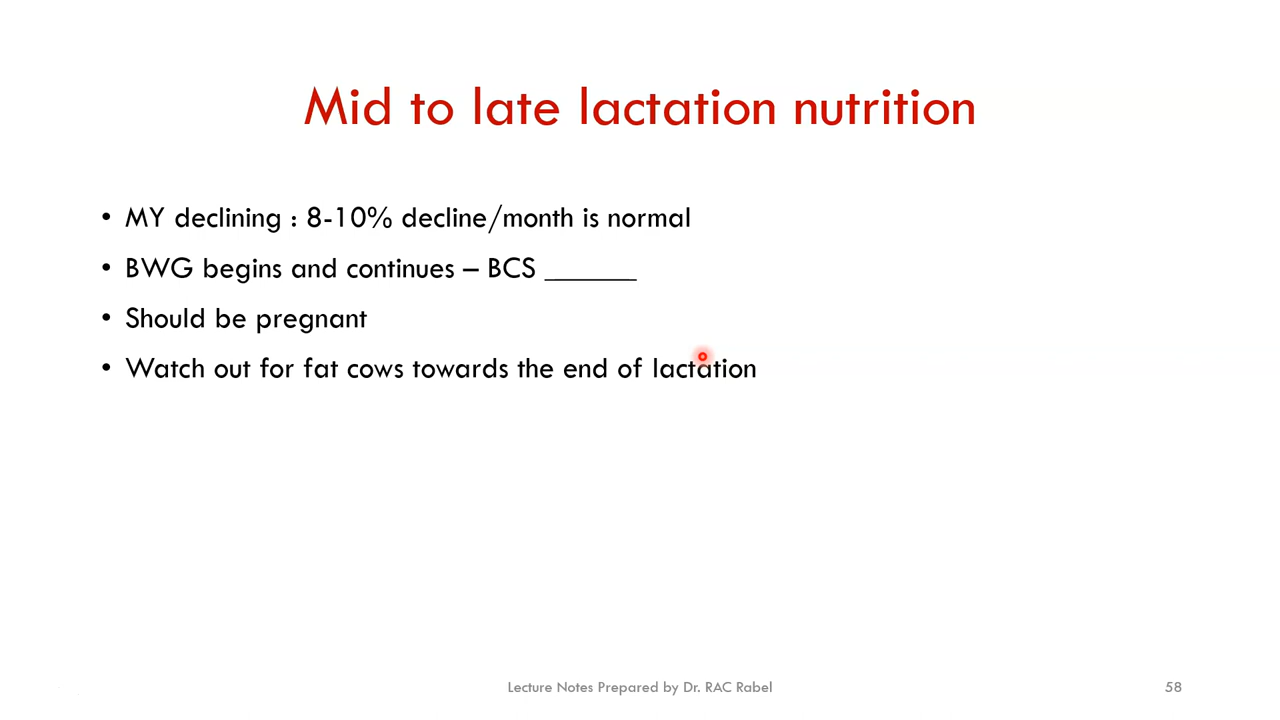 Mid to late lactation nutrition
• MY declining : 8-10% decline/month is normal
• BWG begins and continues – BCS ______
• Should be pregnant
• Watch out for fat cows towards the end of lactation
Lecture Notes Prepared by Dr. RAC Rabel
58